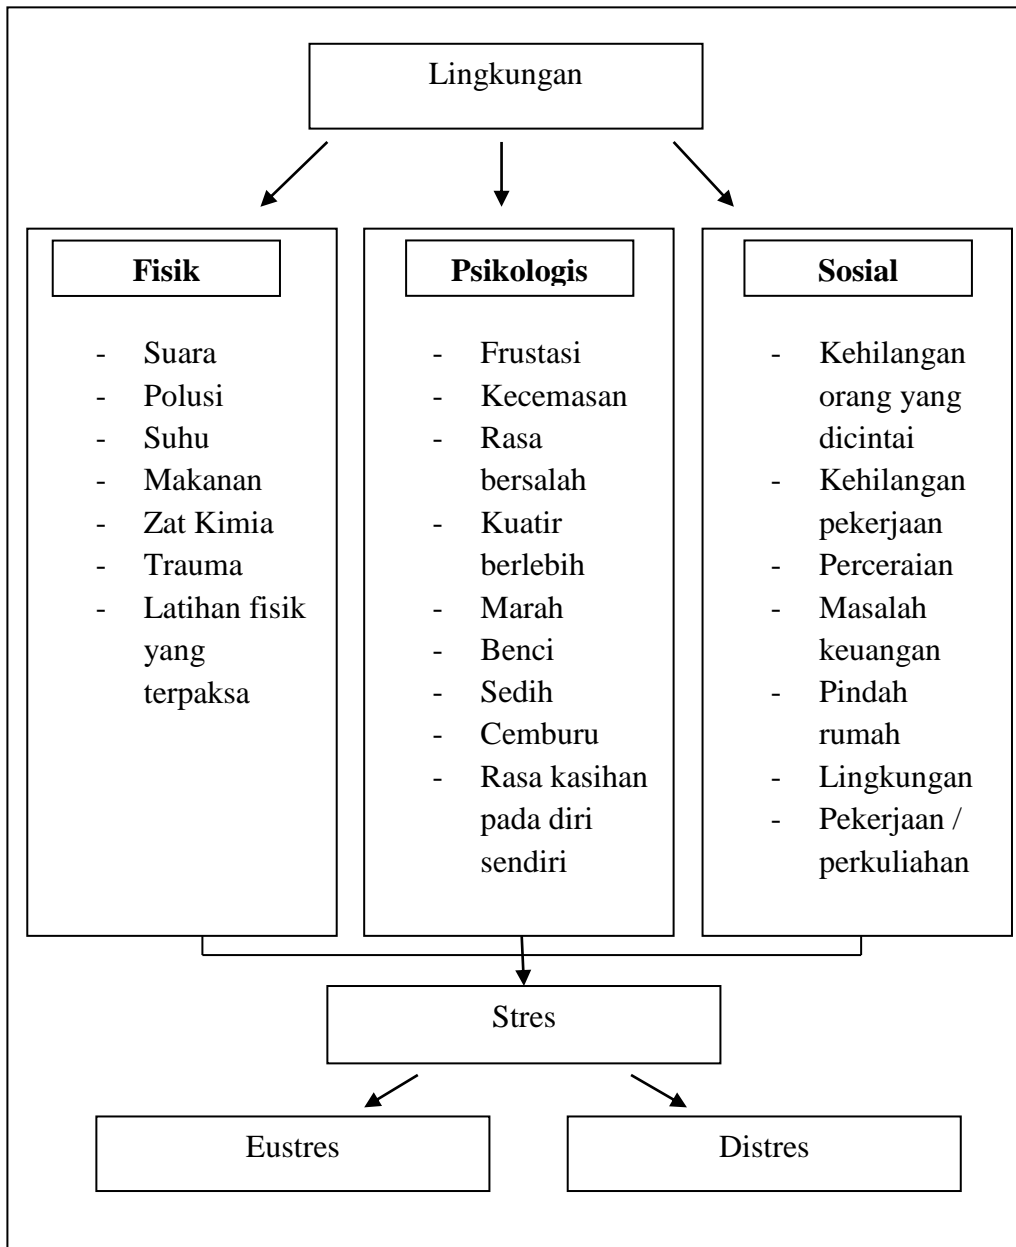 Lingkungan
Fisik
- Suara
- Polusi
- Suhu
- Makanan
- Zat Kimia
- Trauma
- Latihan fisik
yang
terpaksa
Psikologis
- Frustasi
- Kecemasan
- Rasa
bersalah
- Kuatir
berlebih
- Marah
- Benci
- Sedih
- Cemburu
- Rasa kasihan
pada diri
sendiri
Sosial
- Kehilangan
orang yang
dicintai
- Kehilangan
pekerjaan
- Perceraian
- Masalah
keuangan
- Pindah
rumah
- Lingkungan
- Pekerjaan /
perkuliahan
Stres
Eustres
Distres